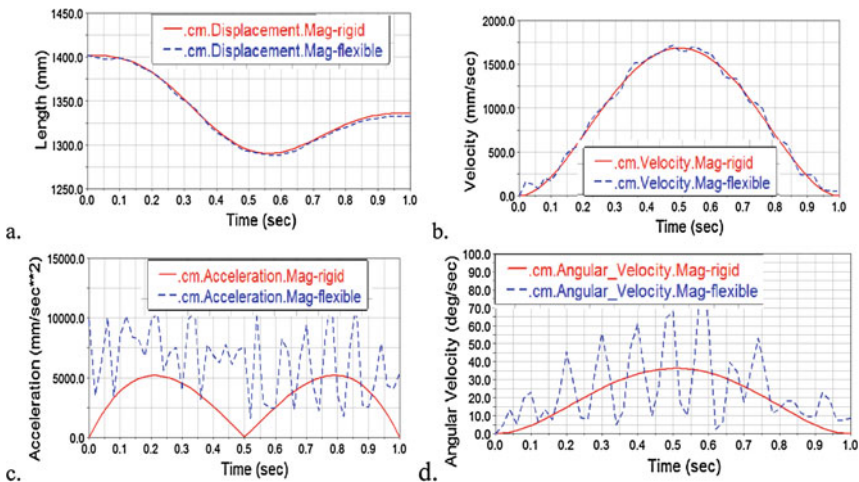 1450.0
1400.0
1350.0
1300.0
1250.0
Length (mm)
.cm.Displacement.Mag-rigid
.cm.Displacement.Mag-flexible
0.0 0.1 0.2 0.3 0.4 0.5 0.6 0.7 0.8 0.9 1.0
Time (sec)
a.
2000.0
1500.0
1000.0
500.0
0.0
Velocity (mm/sec)
.cm.Velocity.Mag-rigid
.cm.Velocity.Mag-flexible
0.0 0.1 0.2 0.3 0.4 0.5 0.6 0.7 0.8 0.9 1.0
Time (sec)
b.
15000.0
10000.0
5000.0
0.0
Acceleration (mm/sec**2)
.cm.Acceleration.Mag-rigid
.cm.Acceleration.Mag-flexible
0.0 0.1 0.2 0.3 0.4 0.5 0.6 0.7 0.8 0.9 1.0
Time (sec)
c.
100.0
90.0
80.0
70.0
60.0
50.0
40.0
30.0
20.0
10.0
0.0
Angular Velocity (deg/sec)
.cm.Angular_Velocity.Mag-rigid
.cm.Angular_Velocity.Mag-flexible
0.0 0.1 0.2 0.3 0.4 0.5 0.6 0.7 0.8 0.9 1.0
Time (sec)
d.